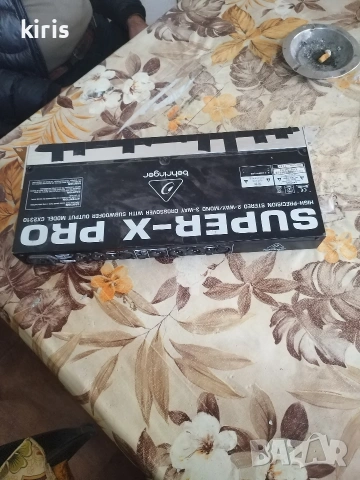 kiris
behringer
HIGH-PRECISION STEREO 2-WAY/MONO 3-WAY CROSSOVER WITH SUBWOOFER OUTPUT MODEL CX2310
SUPER-X PRO
BAZAR